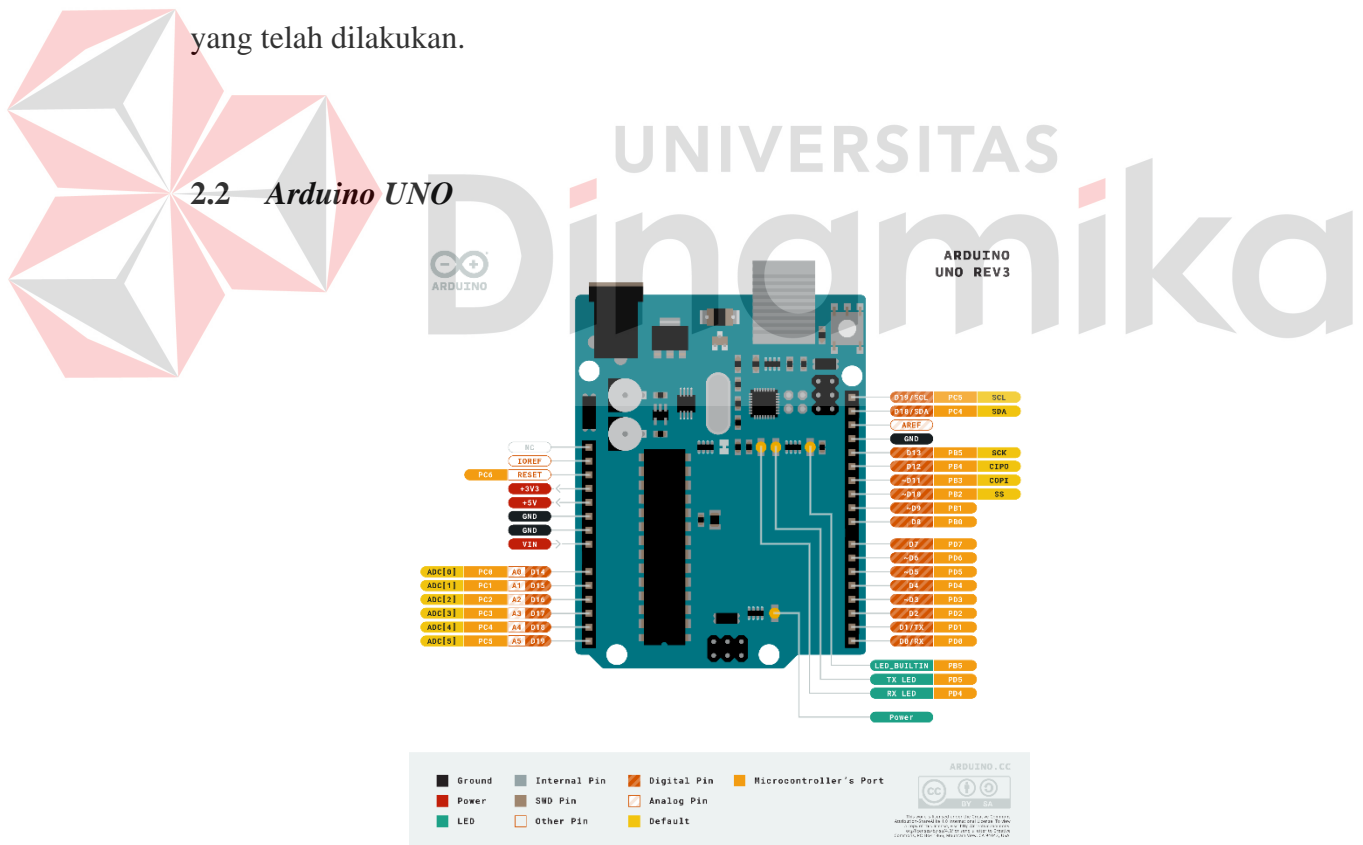 yang telah dilakukan.
UNIVERSITAS
Dinamika
2.2 Arduino UNO
ARDUINO
ARDUINO
UNO REV3
D19/SCL PC5 SCL
D18/SDA PC4 SDA
AREF
GND
D13 PB5 SCK
D12 PB4 CIPO
~D11 PB3 COPI
~D10 PB2 SS
~D9 PB1
D8 PB0
D7 PD7
~D6 PD6
~D5 PD5
D4 PD4
~D3 PD3
D2 PD2
D1/TX PD1
D0/RX PD0
NC
IOREF
PC6 RESET
+3V3
+5V
GND
GND
VIN
ADC[0] PC0 A0 D14
ADC[1] PC1 A1 D15
ADC[2] PC2 A2 D16
ADC[3] PC3 A3 D17
ADC[4] PC4 A4 D18
ADC[5] PC5 A5 D19
LED_BUILTIN PB5
TX LED PD5
RX LED PD4
Power
Ground Internal Pin Digital Pin Microcontroller's Port
Power SWD Pin Analog Pin
LED Other Pin Default
ARDUINO.CC
CC
BY SA